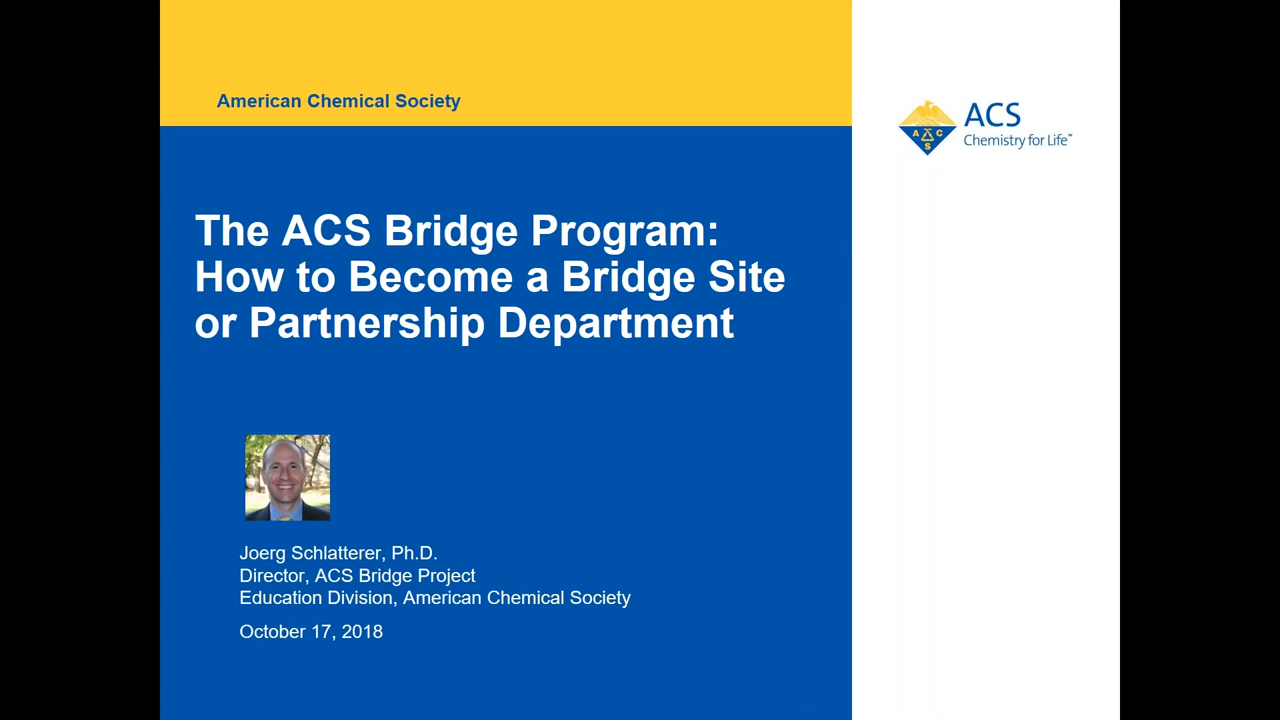 American Chemical Society
ACS
Chemistry for Life™
A C S
The ACS Bridge Program:
How to Become a Bridge Site
or Partnership Department
Joerg Schlatterer, Ph.D.
Director, ACS Bridge Project
Education Division, American Chemical Society
October 17, 2018